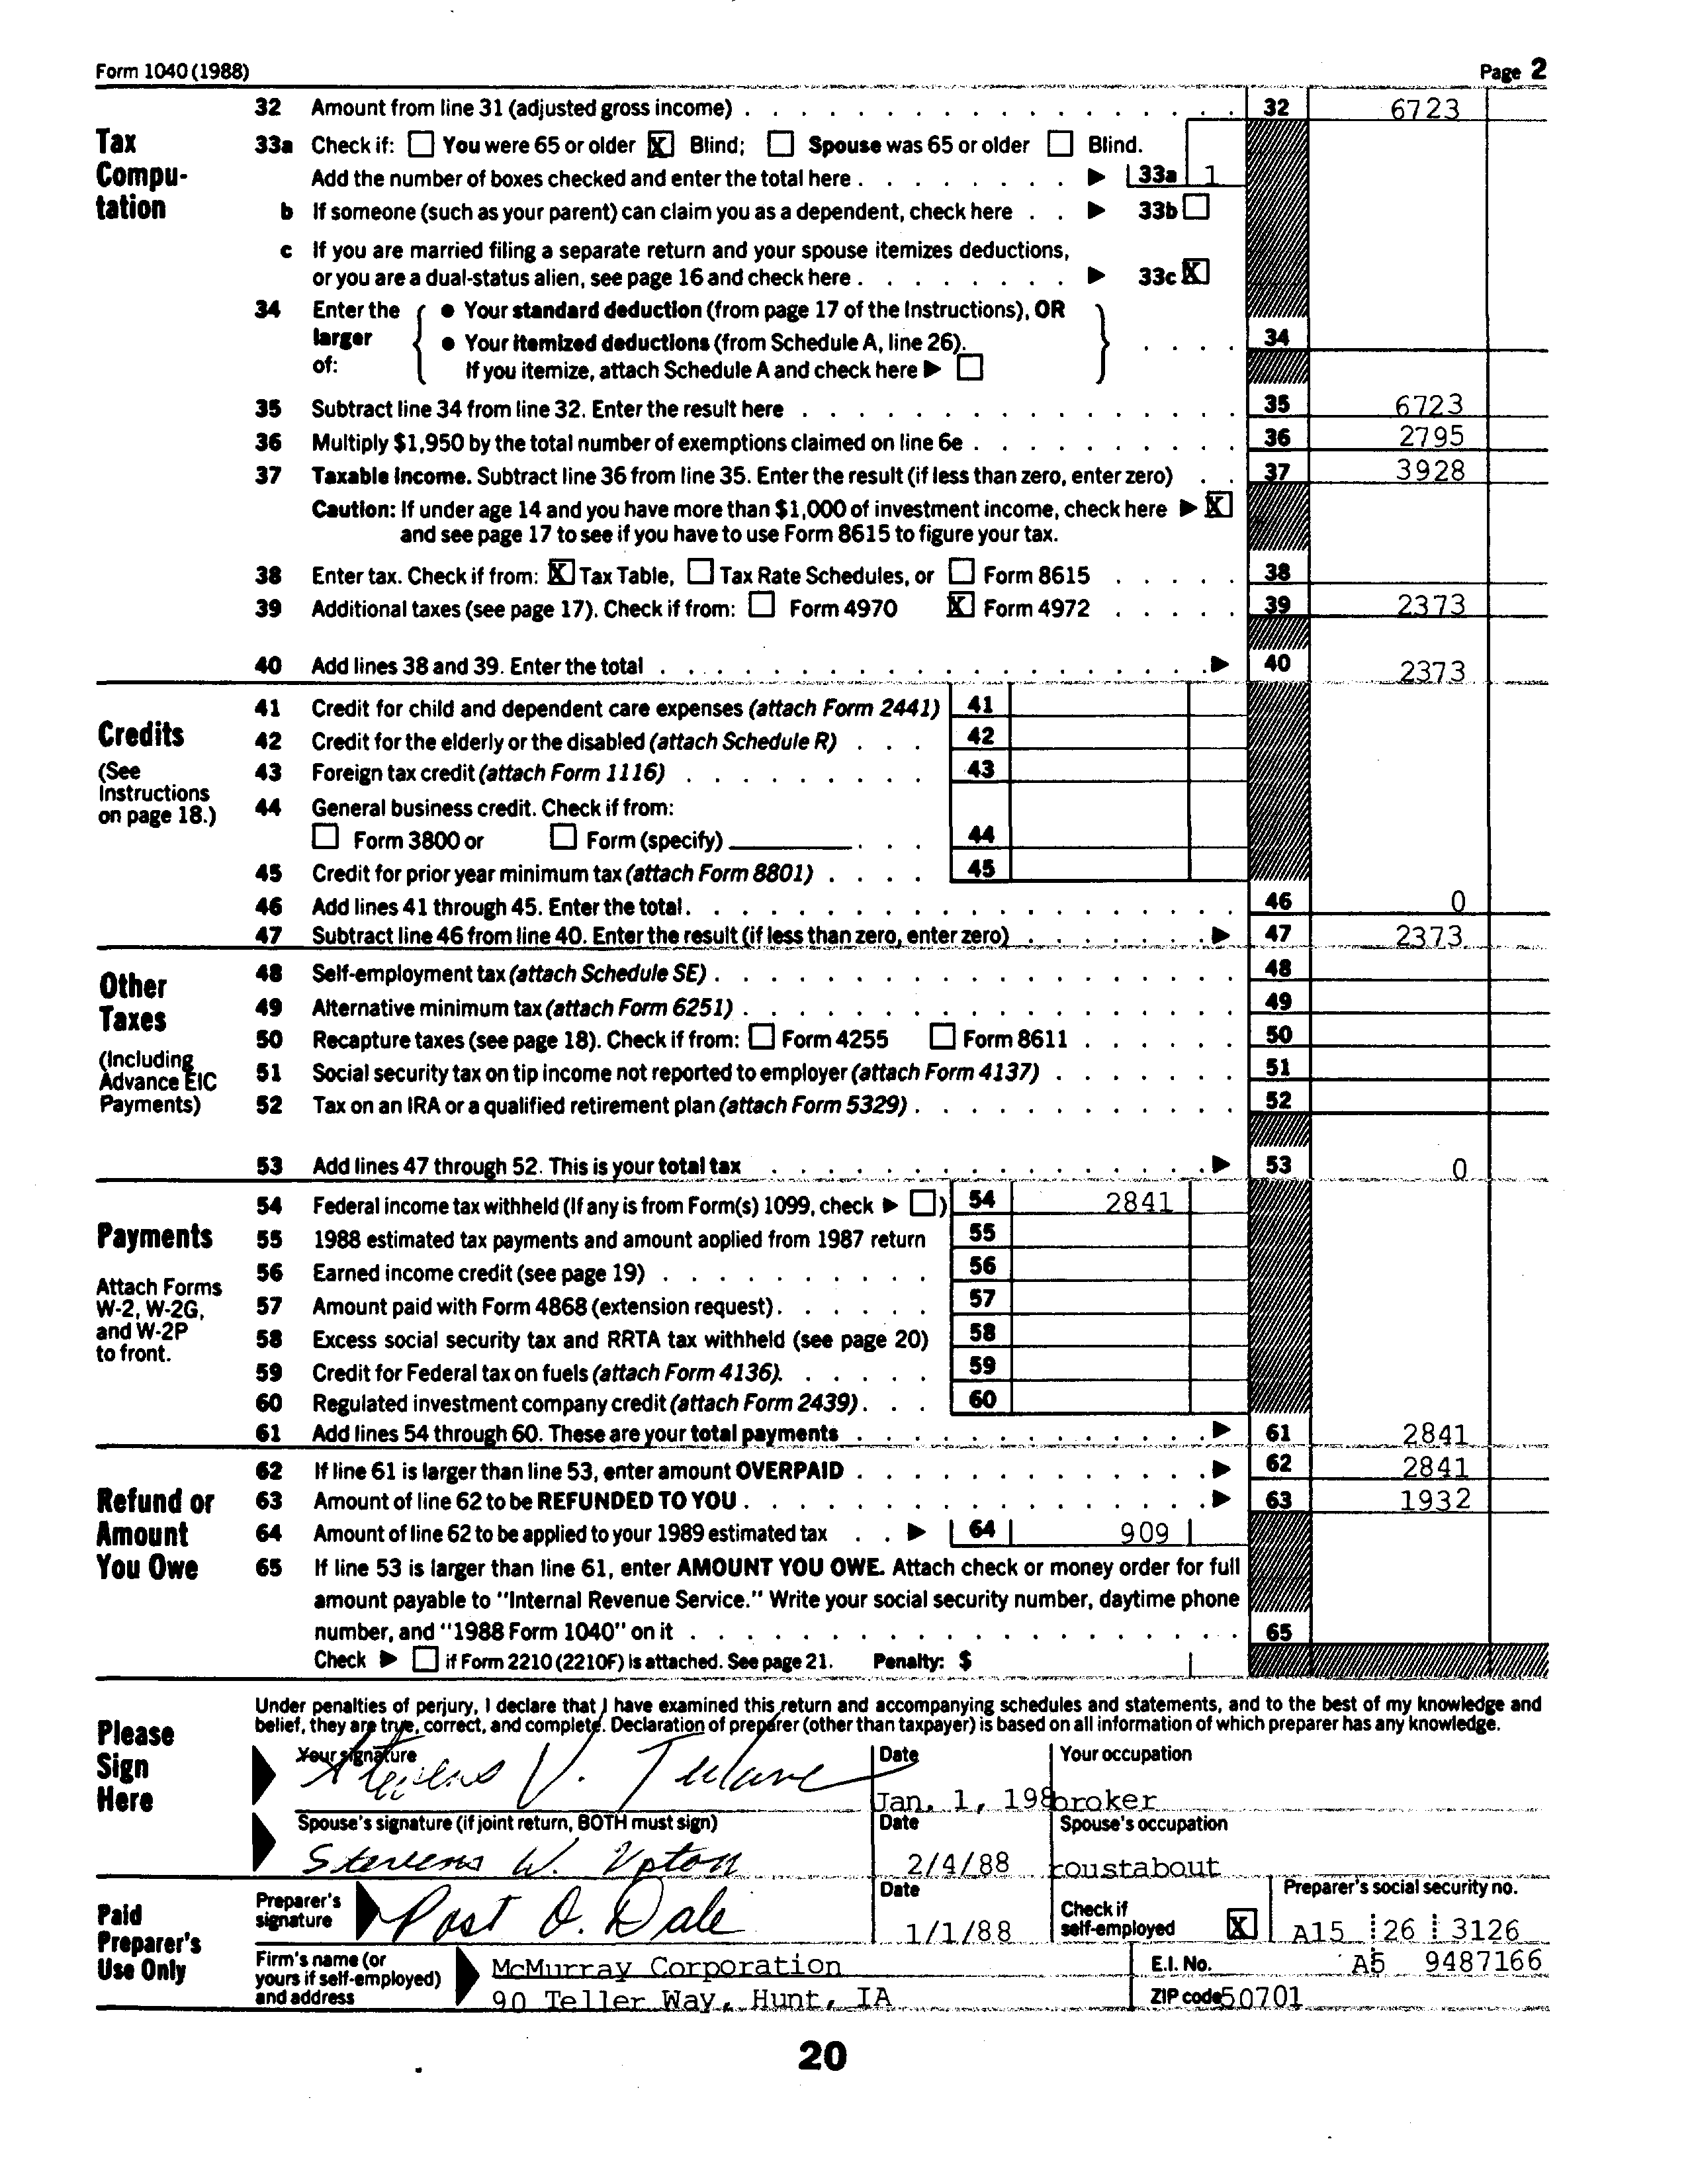 Form 1040 (1988) Page 2
Tax Computation
32 Amount from line 31 (adjusted gross income) 32 6723
33a Check if: ☐ You were 65 or older ☒ Blind; ☐ Spouse was 65 or older ☐ Blind.
Add the number of boxes checked and enter the total here ▶ 33a 1
b If someone (such as your parent) can claim you as a dependent, check here ▶ 33b ☐
c If you are married filing a separate return and your spouse itemizes deductions,
or you are a dual-status alien, see page 16 and check here ▶ 33c ☒
34 Enter the larger of:
● Your standard deduction (from page 17 of the Instructions), OR
● Your itemized deductions (from Schedule A, line 26). 34
If you itemize, attach Schedule A and check here ▶ ☐
35 Subtract line 34 from line 32. Enter the result here 35 6723
36 Multiply $1,950 by the total number of exemptions claimed on line 6e 36 2795
37 Taxable income. Subtract line 36 from line 35. Enter the result (if less than zero, enter zero) 37 3928
Caution: If under age 14 and you have more than $1,000 of investment income, check here ▶ ☒
and see page 17 to see if you have to use Form 8615 to figure your tax.
38 Enter tax. Check if from: ☒ Tax Table, ☐ Tax Rate Schedules, or ☐ Form 8615 38
39 Additional taxes (see page 17). Check if from: ☐ Form 4970 ☒ Form 4972 39 2373
40 Add lines 38 and 39. Enter the total ▶ 40 2373
Credits
(See Instructions on page 18.)
41 Credit for child and dependent care expenses (attach Form 2441) 41
42 Credit for the elderly or the disabled (attach Schedule R) 42
43 Foreign tax credit (attach Form 1116) 43
44 General business credit. Check if from:
☐ Form 3800 or ☐ Form (specify) 44
45 Credit for prior year minimum tax (attach Form 8801) 45
46 Add lines 41 through 45. Enter the total 46 0
47 Subtract line 46 from line 40. Enter the result (if less than zero, enter zero) ▶ 47 2373
Other Taxes
(Including Advance EIC Payments)
48 Self-employment tax (attach Schedule SE) 48
49 Alternative minimum tax (attach Form 6251) 49
50 Recapture taxes (see page 18). Check if from: ☐ Form 4255 ☐ Form 8611 50
51 Social security tax on tip income not reported to employer (attach Form 4137) 51
52 Tax on an IRA or a qualified retirement plan (attach Form 5329) 52
53 Add lines 47 through 52. This is your total tax ▶ 53 0
Payments
Attach Forms W-2, W-2G, and W-2P to front.
54 Federal income tax withheld (If any is from Form(s) 1099, check ▶ ☐) 54 2841
55 1988 estimated tax payments and amount applied from 1987 return 55
56 Earned income credit (see page 19) 56
57 Amount paid with Form 4868 (extension request) 57
58 Excess social security tax and RRTA tax withheld (see page 20) 58
59 Credit for Federal tax on fuels (attach Form 4136). 59
60 Regulated investment company credit (attach Form 2439) 60
61 Add lines 54 through 60. These are your total payments ▶ 61 2841
Refund or Amount You Owe
62 If line 61 is larger than line 53, enter amount OVERPAID ▶ 62 2841
63 Amount of line 62 to be REFUNDED TO YOU ▶ 63 1932
64 Amount of line 62 to be applied to your 1989 estimated tax ▶ 64 909
65 If line 53 is larger than line 61, enter AMOUNT YOU OWE. Attach check or money order for full
amount payable to "Internal Revenue Service." Write your social security number, daytime phone
number, and "1988 Form 1040" on it 65
Check ▶ ☐ if Form 2210 (2210F) is attached. See page 21. Penalty: $
Please Sign Here
Under penalties of perjury, I declare that I have examined this return and accompanying schedules and statements, and to the best of my knowledge and
belief, they are true, correct, and complete. Declaration of preparer (other than taxpayer) is based on all information of which preparer has any knowledge.
Your signature Date Your occupation
Stevens V. Tulane Jan. 1, 198 broker
Spouse's signature (if joint return, BOTH must sign) Date Spouse's occupation
Stevens W. Upton 2/4/88 roustabout
Paid Preparer's Use Only
Preparer's signature Date Check if self-employed Preparer's social security no.
Post O. Dale 1/1/88 ☒ A15 26 3126
Firm's name (or yours if self-employed) and address
McMurray Corporation E.I. No. A5 9487166
90 Teller Way, Hunt, IA ZIP code 50701
20